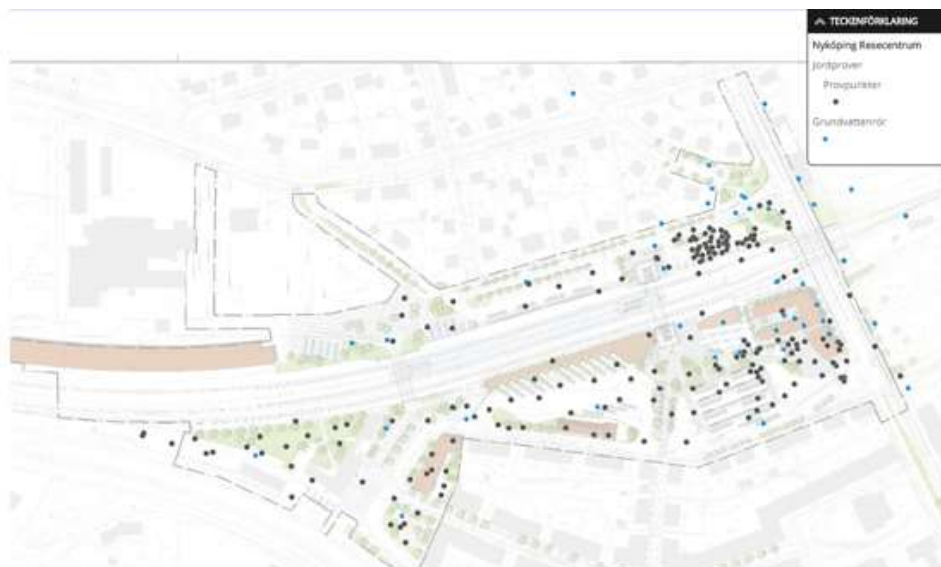 TECKENFÖRKLARING
Nyköping Resecentrum
Jordprover
Provpunkter
Grundvattenrör